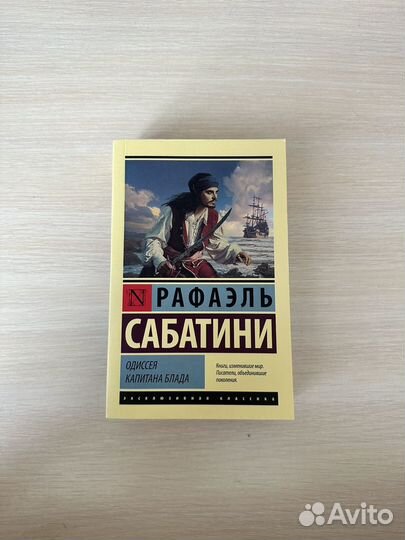 РАФАЭЛЬ
САБАТИНИ
ОДИССЕЯ
КАПИТАНА БЛАДА
Книги, изменившие мир.
Писатели, объединившие
поколения.
ЭКСКЛЮЗИВНАЯ КЛАССИКА
Avito